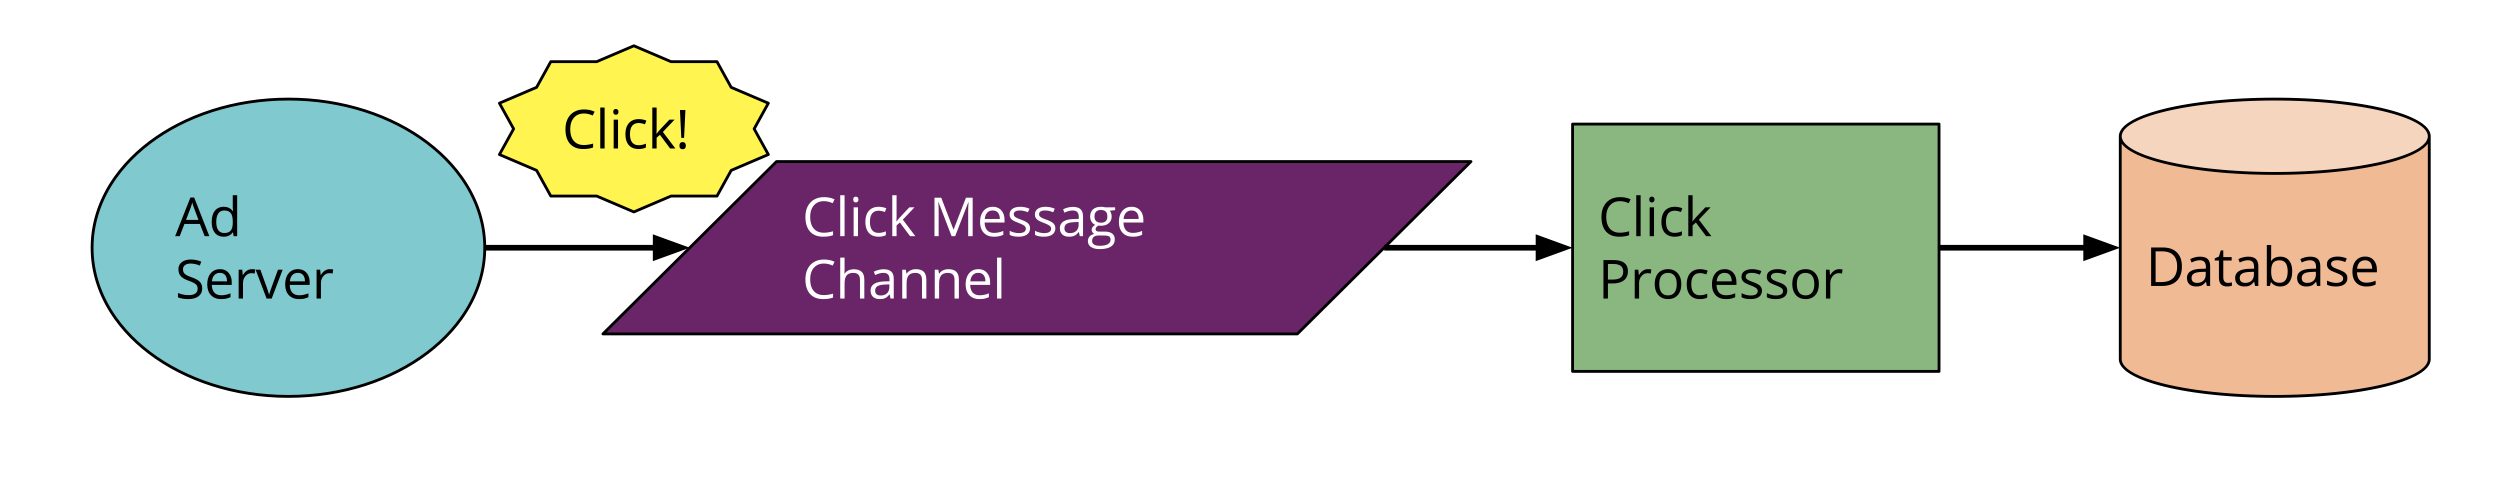 Ad
Server
Click!
Click Message
Channel
Click
Processor
Database